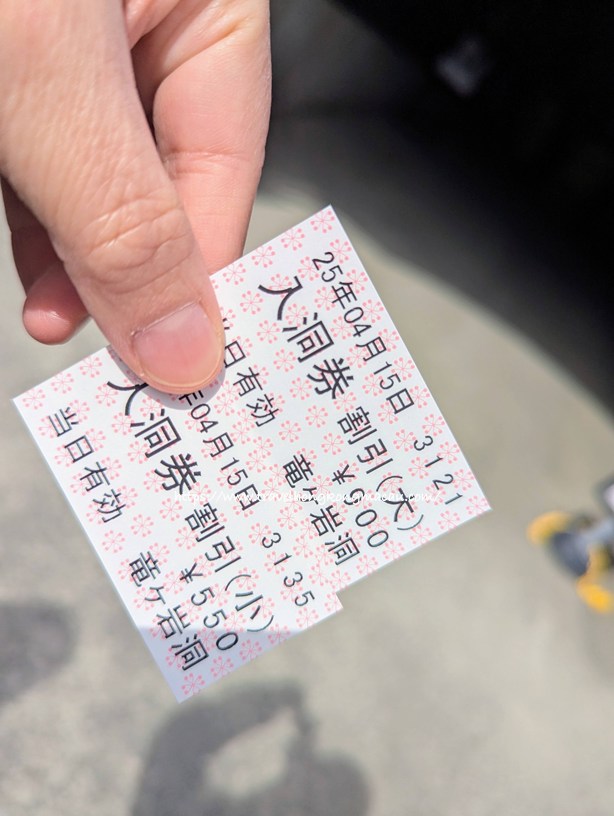 25年04月15日 3121
入洞券 割引(大)
¥900
当日有効 竜ヶ岩洞
年04月15日 3135
入洞券 割引(小)
¥550
当日有効 竜ヶ岩洞